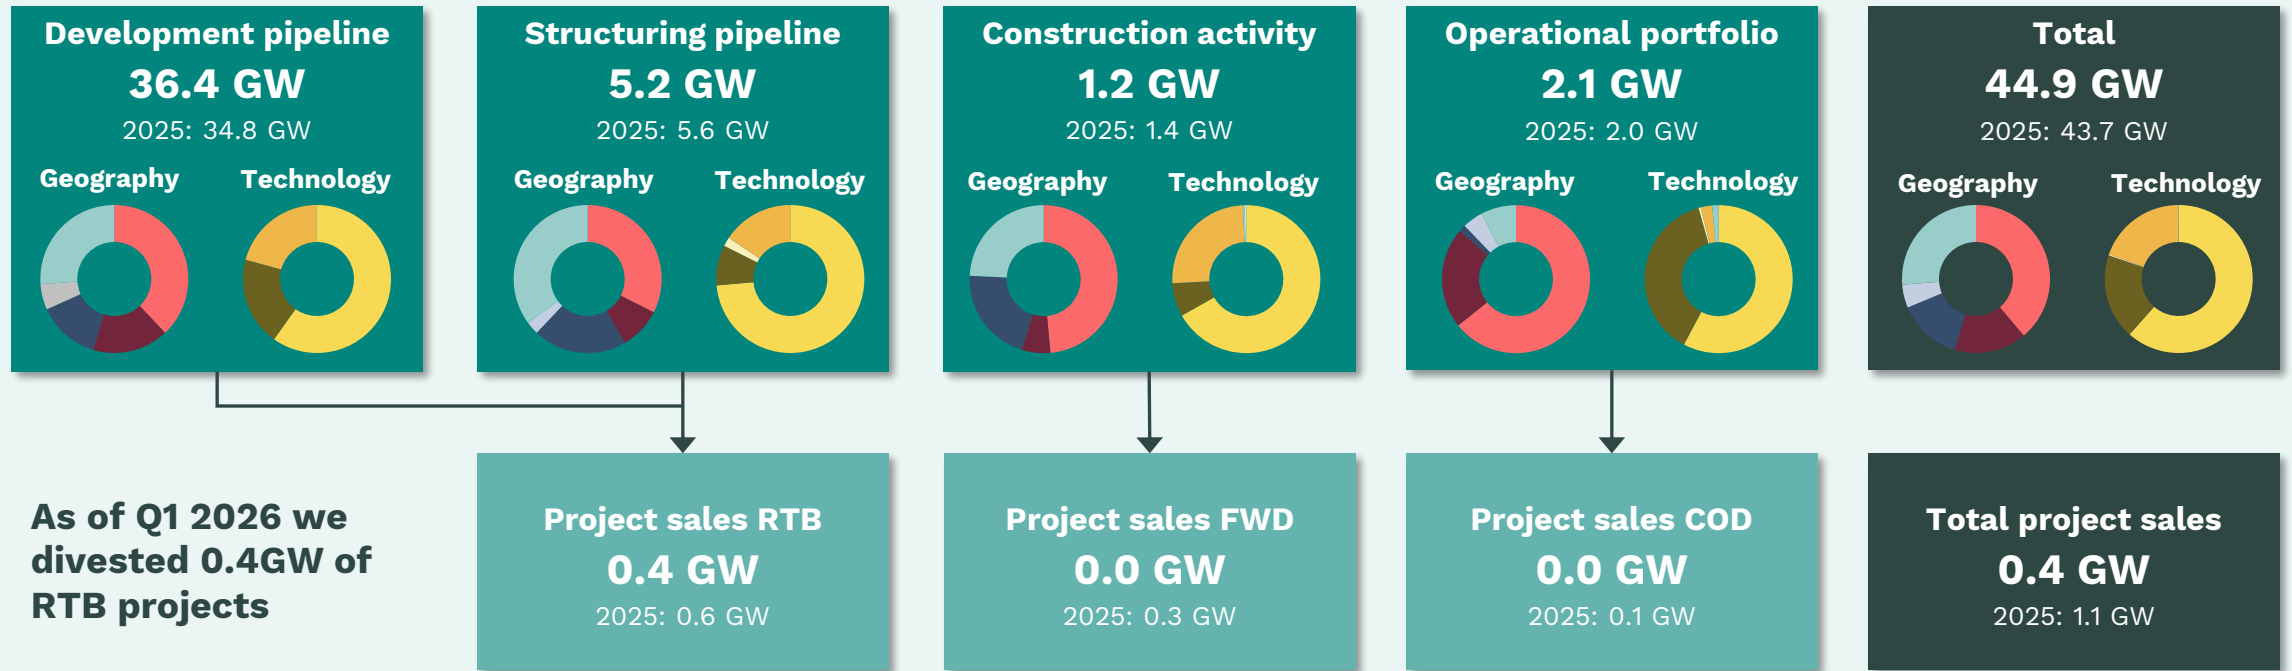 Development pipeline
36.4 GW
2025: 34.8 GW
Geography
Technology
Structuring pipeline
5.2 GW
2025: 5.6 GW
Geography
Technology
Construction activity
1.2 GW
2025: 1.4 GW
Geography
Technology
Operational portfolio
2.1 GW
2025: 2.0 GW
Geography
Technology
Total
44.9 GW
2025: 43.7 GW
Geography
Technology
As of Q1 2026 we
divested 0.4GW of
RTB projects
Project sales RTB
0.4 GW
2025: 0.6 GW
Project sales FWD
0.0 GW
2025: 0.3 GW
Project sales COD
0.0 GW
2025: 0.1 GW
Total project sales
0.4 GW
2025: 1.1 GW